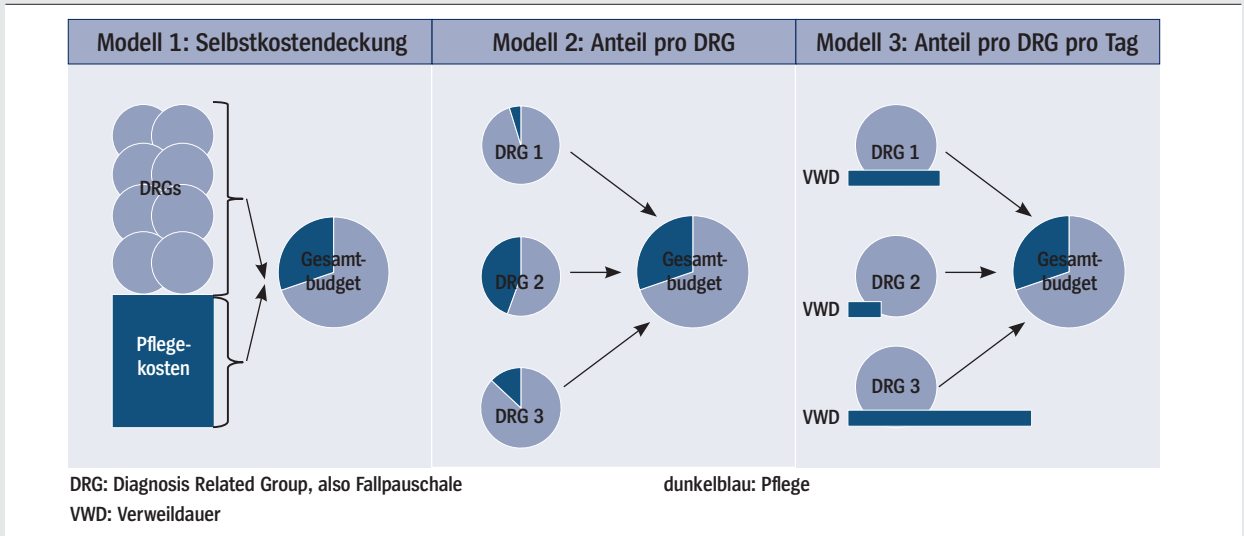 Modell 1: Selbstkostendeckung
Modell 2: Anteil pro DRG
Modell 3: Anteil pro DRG pro Tag
DRGs
Pflege-
kosten
Gesamt-
budget
DRG 1
DRG 2
DRG 3
Gesamt-
budget
DRG 1
VWD
DRG 2
VWD
DRG 3
VWD
Gesamt-
budget
DRG: Diagnosis Related Group, also Fallpauschale
dunkelblau: Pflege
VWD: Verweildauer